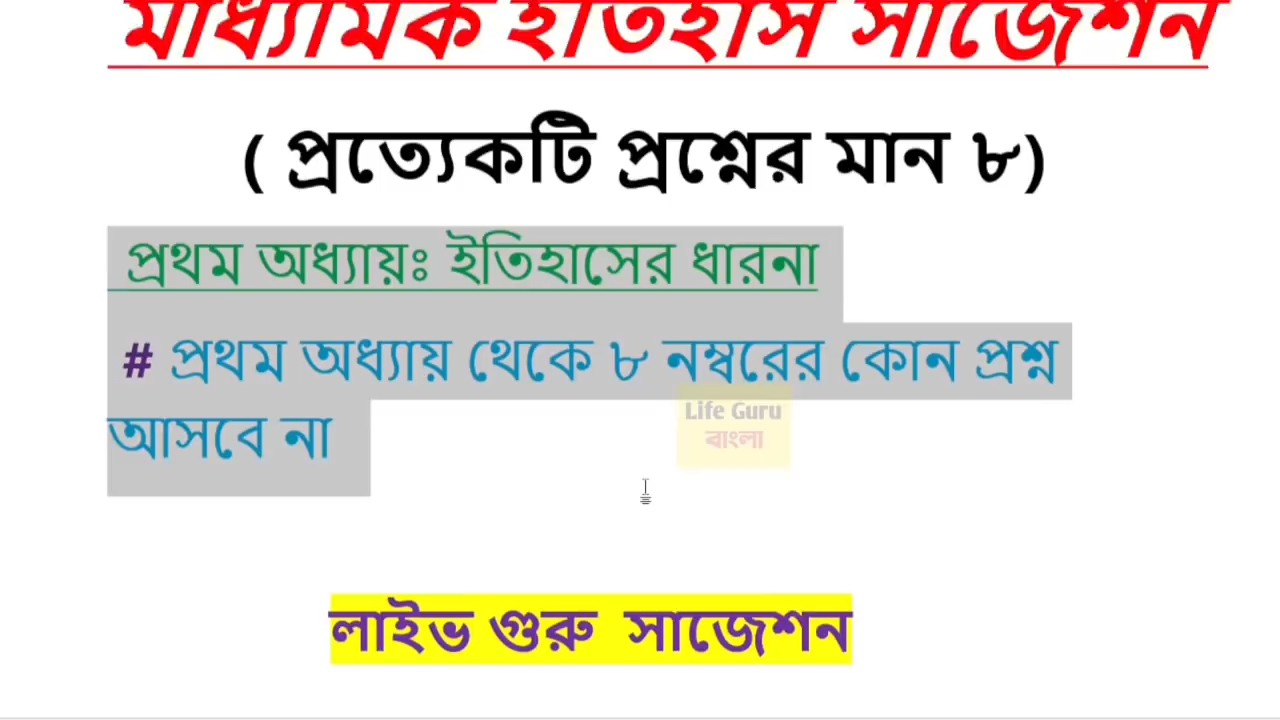 মাধ্যমিক ইতিহাস সাজেশন
( প্রত্যেকটি প্রশ্নের মান ৮)
প্রথম অধ্যায়ঃ ইতিহাসের ধারনা
# প্রথম অধ্যায় থেকে ৮ নম্বরের কোন প্রশ্ন
আসবে না
Life Guru
বাংলা
লাইভ গুরু সাজেশন